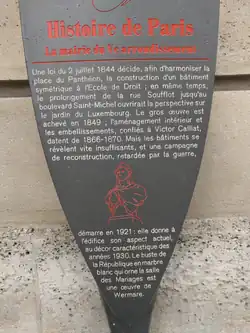 Histoire de Paris
La mairie du Ve arrondissement
Une loi du 2 juillet 1844 décide, afin d'harmoniser la
place du Panthéon, la construction d'un bâtiment
symétrique à l'Ecole de Droit ; en même temps,
le prolongement de la rue Soufflot jusqu'au
boulevard Saint-Michel ouvrirait la perspective sur
le jardin du Luxembourg. Le gros œuvre est
achevé en 1849 ; l'aménagement intérieur et
les embellissements, confiés à Victor Calliat,
datent de 1866-1870. Mais les bâtiments se
révèlent vite insuffisants, et une campagne
de reconstruction, retardée par la guerre,
démarre en 1921 : elle donne à
l'édifice son aspect actuel,
au décor caractéristique des
années 1930. Le buste de
la République en marbre
blanc qui orne la salle
des Mariages est
une œuvre de
Wermare.